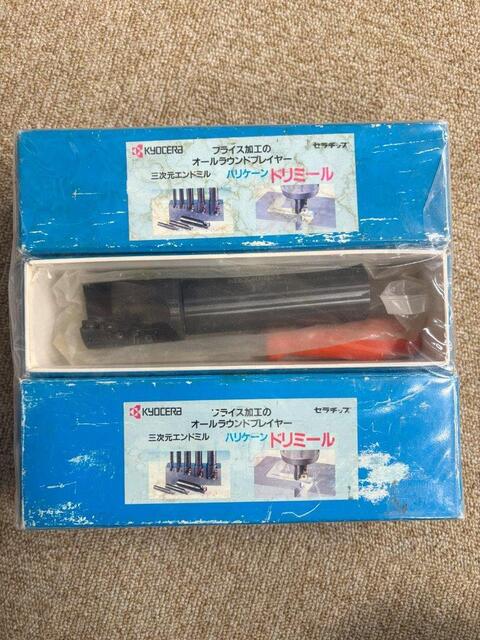 KYOCERA
フライス加工の
オールラウンドプレイヤー
セラチップ
三次元エンドミル
ハリケーン ドリミール
KYOCERA
フライス加工の
オールラウンドプレイヤー
セラチップ
三次元エンドミル
ハリケーン ドリミール